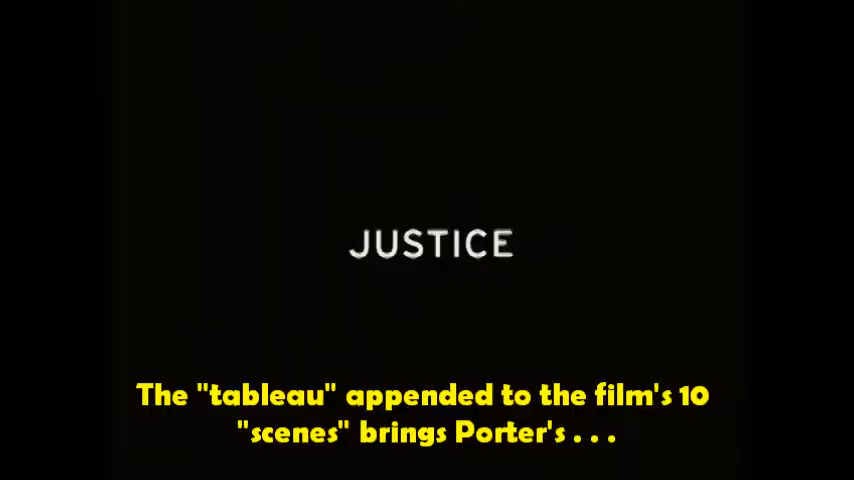 JUSTICE
The "tableau" appended to the film's 10
"scenes" brings Porter's . . .